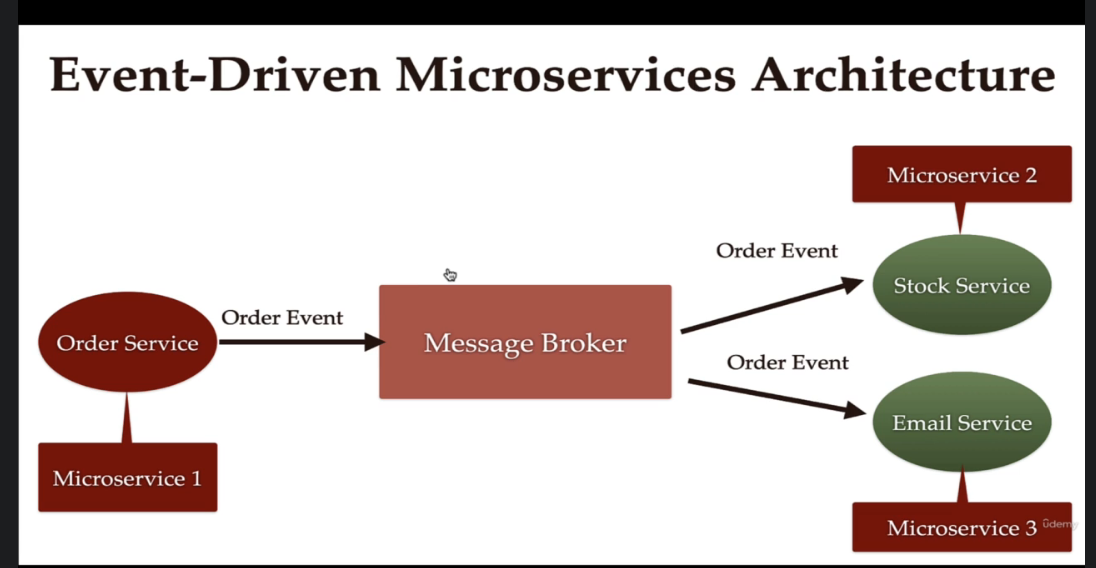 Event-Driven Microservices Architecture
Microservice 2
Order Event
Stock Service
Order Event
Order Service
Message Broker
Order Event
Email Service
Microservice 1
Microservice 3
ûdemy